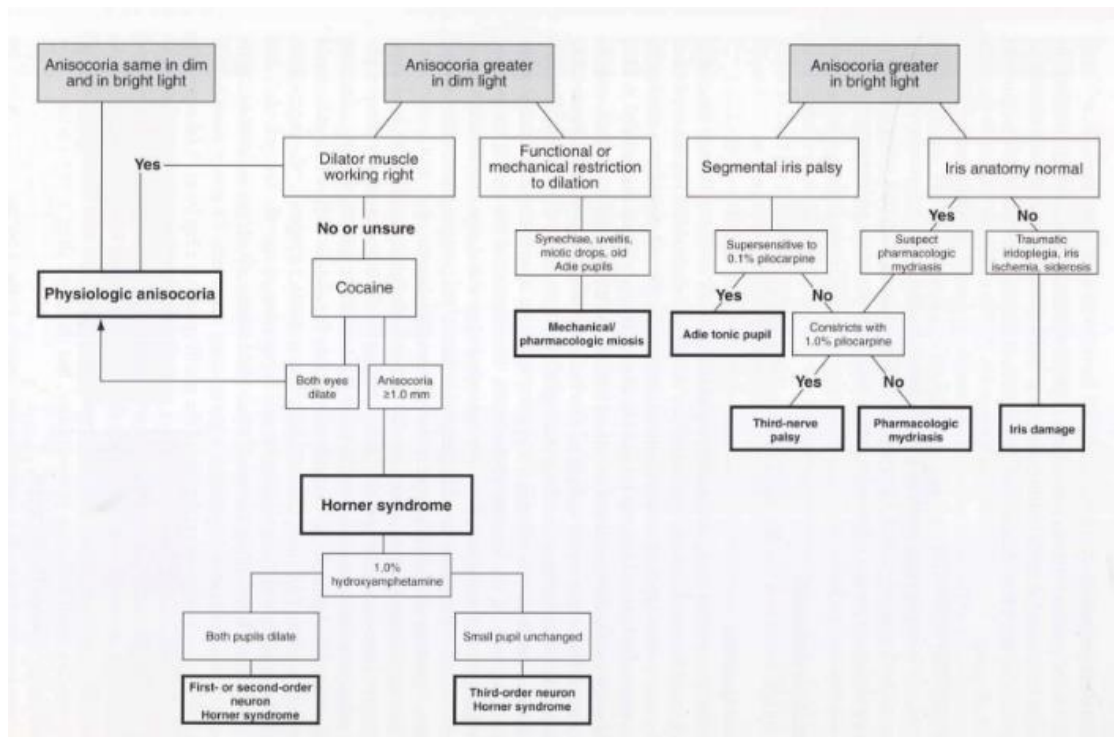 Anisocoria same in dim
and in bright light
Anisocoria greater
in dim light
Anisocoria greater
in bright light
Yes
Dilator muscle
working right
Functional or
mechanical restriction
to dilation
Segmental iris palsy
Iris anatomy normal
No or unsure
Yes
No
Synechiae, uveitis,
miotic drops, old
Adie pupils
Supersensitive to
0.1% pilocarpine
Suspect
pharmacologic
mydriasis
Traumatic
iridoplegia, iris
ischemia, siderosis
Physiologic anisocoria
Cocaine
Yes
No
Mechanical/
pharmacologic miosis
Adie tonic pupil
Constricts with
1.0% pilocarpine
Both eyes
dilate
Anisocoria
≥1.0 mm
Yes
No
Third-nerve
palsy
Pharmacologic
mydriasis
Iris damage
Horner syndrome
1.0%
hydroxyamphetamine
Both pupils dilate
Small pupil unchanged
First- or second-order
neuron
Horner syndrome
Third-order neuron
Horner syndrome